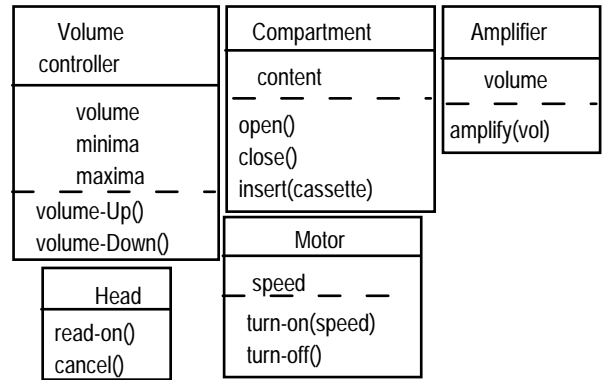 Volume
controller
volume
minima
maxima
volume-Up()
volume-Down()
Compartment
content
open()
close()
insert(cassette)
Amplifier
volume
amplify(vol)
Head
read-on()
cancel()
Motor
speed
turn-on(speed)
turn-off()